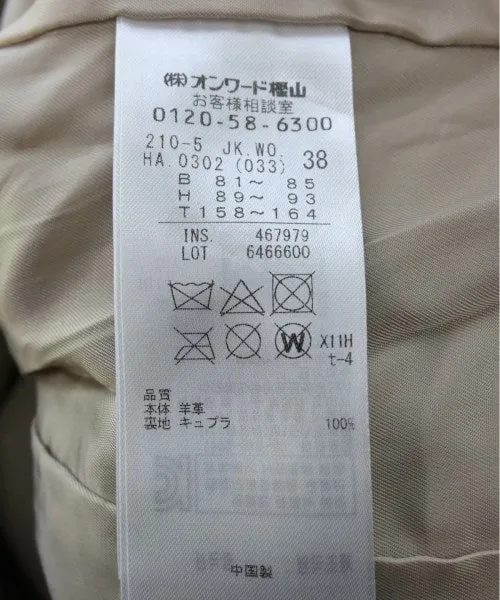 (株)オンワード樫山
お客様相談室
0120-58-6300
210-5 JK.WO.
HA.0302 (033) 38
B 81～ 85
H 89～ 93
T158～164
INS. 467979
LOT 6466600
W X11H
t-4
品質
本体 羊革
裏地 キュプラ 100%
中国製